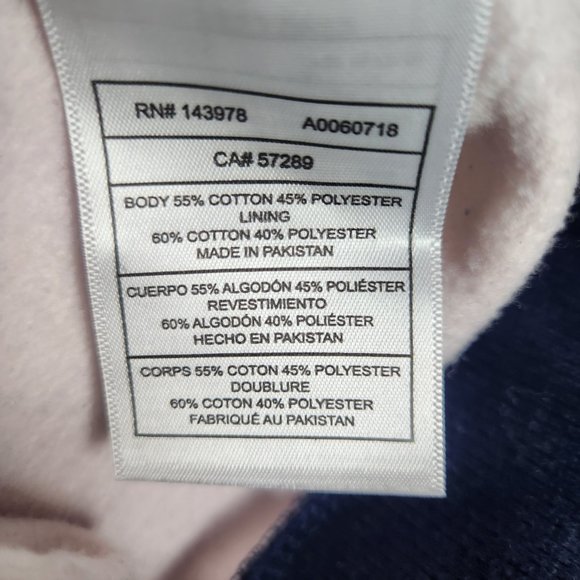 RN# 143978 A0060718
CA# 57289
BODY 55% COTTON 45% POLYESTER
LINING
60% COTTON 40% POLYESTER
MADE IN PAKISTAN
CUERPO 55% ALGODÓN 45% POLIÉSTER
REVESTIMIENTO
60% ALGODÓN 40% POLIÉSTER
HECHO EN PAKISTAN
CORPS 55% COTON 45% POLYESTER
DOUBLURE
60% COTON 40% POLYESTER
FABRIQUÉ AU PAKISTAN